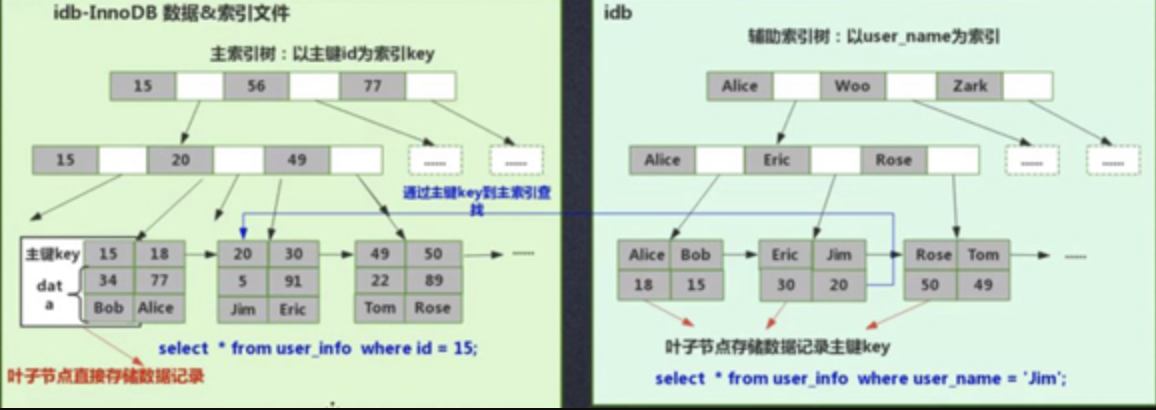 idb-InnoDB 数据&索引文件
主索引树：以主键id为索引key
15 56 77
15 20 49 ...... ......
通过主键key到主索引查
找
主键key 15 18 20 30 49 50 ......
dat
a
34 77 5 91 22 89
Bob Alice Jim Eric Tom Rose
select * from user_info where id = 15;
叶子节点直接存储数据记录
idb
辅助索引树：以user_name为索引
Alice Woo Zark
Alice Eric Rose ...... ......
Alice Bob Eric Jim Rose Tom ......
18 15 30 20 50 49
叶子节点存储数据记录主键key
select * from user_info where user_name = 'Jim';